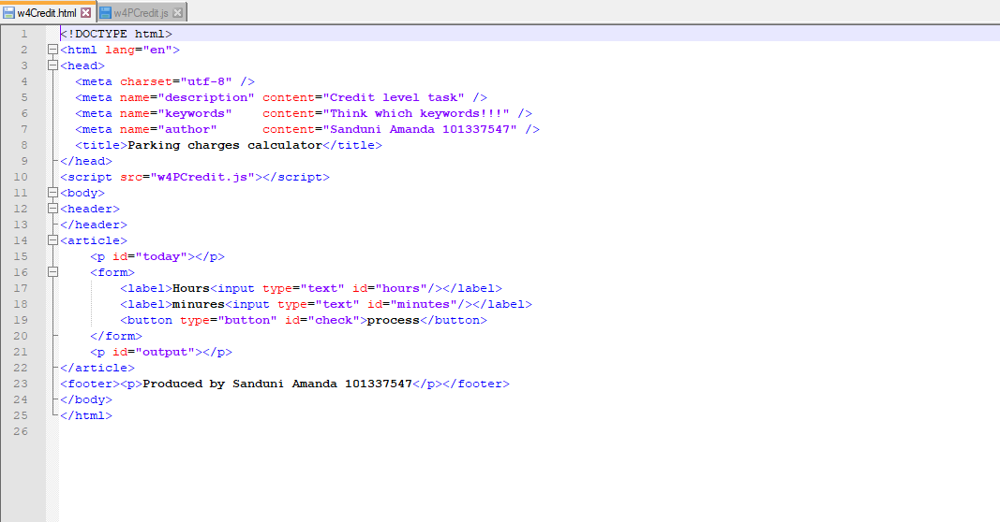 w4Credit.html w4PCredit.js
1 <!DOCTYPE html>
2 <html lang="en">
3 <head>
4 <meta charset="utf-8" />
5 <meta name="description" content="Credit level task" />
6 <meta name="keywords" content="Think which keywords!!!" />
7 <meta name="author" content="Sanduni Amanda 101337547" />
8 <title>Parking charges calculator</title>
9 </head>
10 <script src="w4PCredit.js"></script>
11 <body>
12 <header>
13 </header>
14 <article>
15 <p id="today"></p>
16 <form>
17 <label>Hours<input type="text" id="hours"/></label>
18 <label>minures<input type="text" id="minutes"/></label>
19 <button type="button" id="check">process</button>
20 </form>
21 <p id="output"></p>
22 </article>
23 <footer><p>Produced by Sanduni Amanda 101337547</p></footer>
24 </body>
25 </html>
26